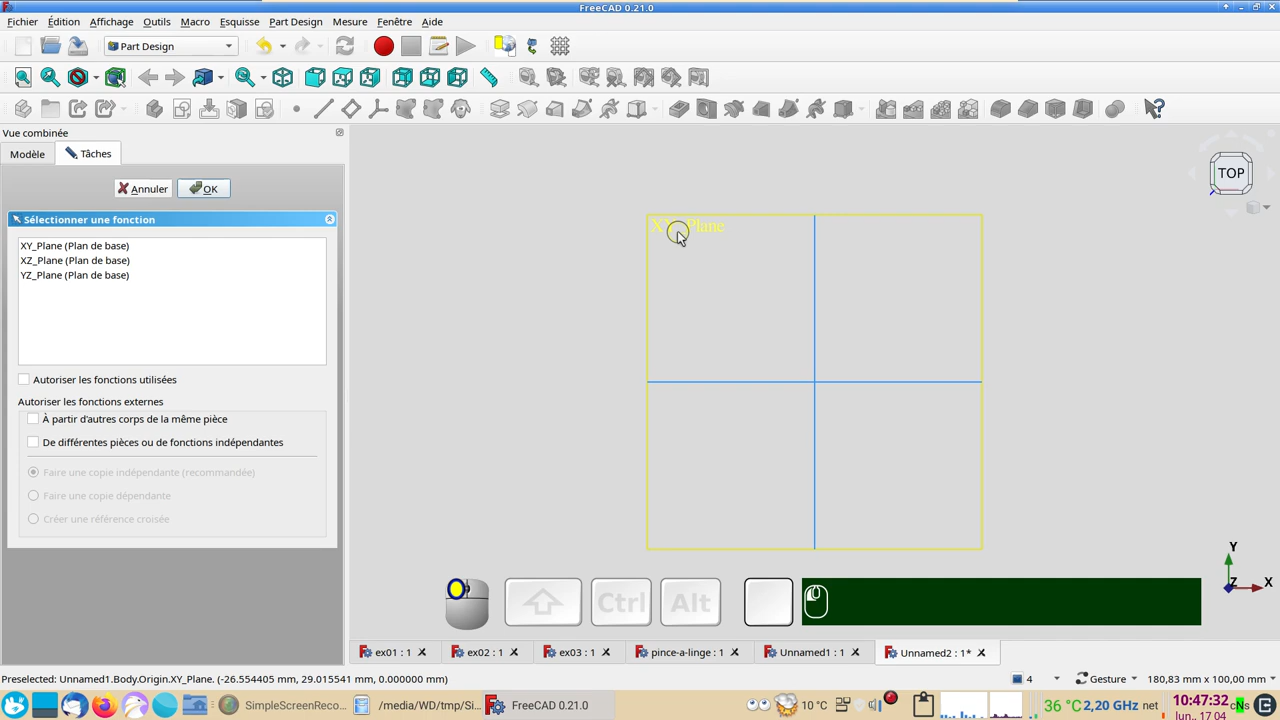 FreeCAD 0.21.0
Fichier Édition Affichage Outils Macro Esquisse Part Design Mesure Fenêtre Aide
Part Design
Vue combinée
Modèle Tâches
Annuler OK
TOP
Sélectionner une fonction
XY_Plane
XY_Plane (Plan de base)
XZ_Plane (Plan de base)
YZ_Plane (Plan de base)
Autoriser les fonctions utilisées
Autoriser les fonctions externes
À partir d'autres corps de la même pièce
De différentes pièces ou de fonctions indépendantes
Faire une copie indépendante (recommandée)
Faire une copie dépendante
Créer une référence croisée
Y
Z X
Ctrl Alt
ex01 : 1 ex02 : 1 ex03 : 1 pince-a-linge : 1 Unnamed1 : 1 Unnamed2 : 1*
Preselected: Unnamed1.Body.Origin.XY_Plane. (-26.554405 mm, 29.015541 mm, 0.000000 mm) 4 Gesture 180,83 mm x 100,00 mm
SimpleScreenReco... /media/WD/tmp/Si... FreeCAD 0.21.0 10 °C 36 °C 2,20 GHz net 10:47:32
lun.. 17 04